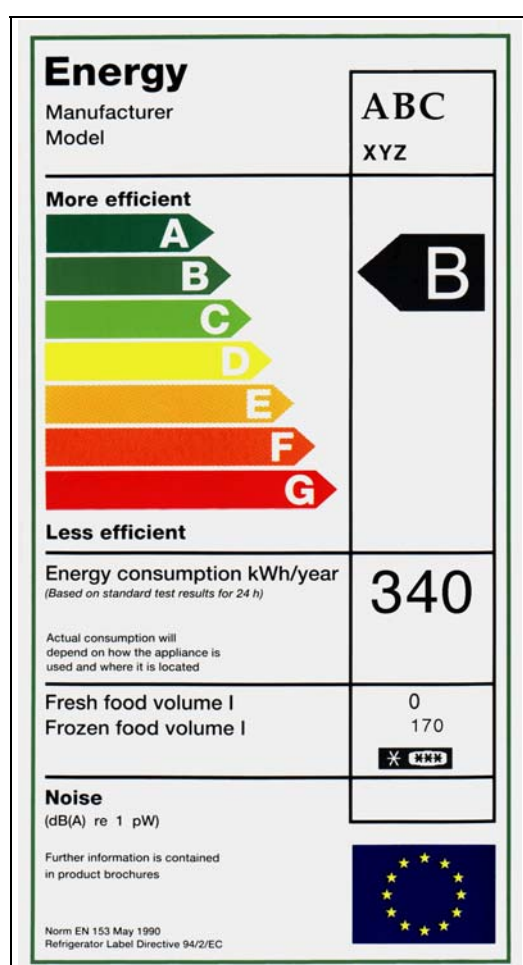 Energy
Manufacturer
Model
ABC
XYZ
More efficient
A
B
C
D
E
F
G
B
Less efficient
Energy consumption kWh/year
(Based on standard test results for 24 h)
340
Actual consumption will
depend on how the appliance is
used and where it is located
Fresh food volume l
0
Frozen food volume l
170
Noise
(dB(A) re 1 pW)
Further information is contained
in product brochures
Norm EN 153 May 1990
Refrigerator Label Directive 94/2/EC